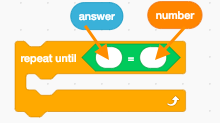 answer number
repeat until =